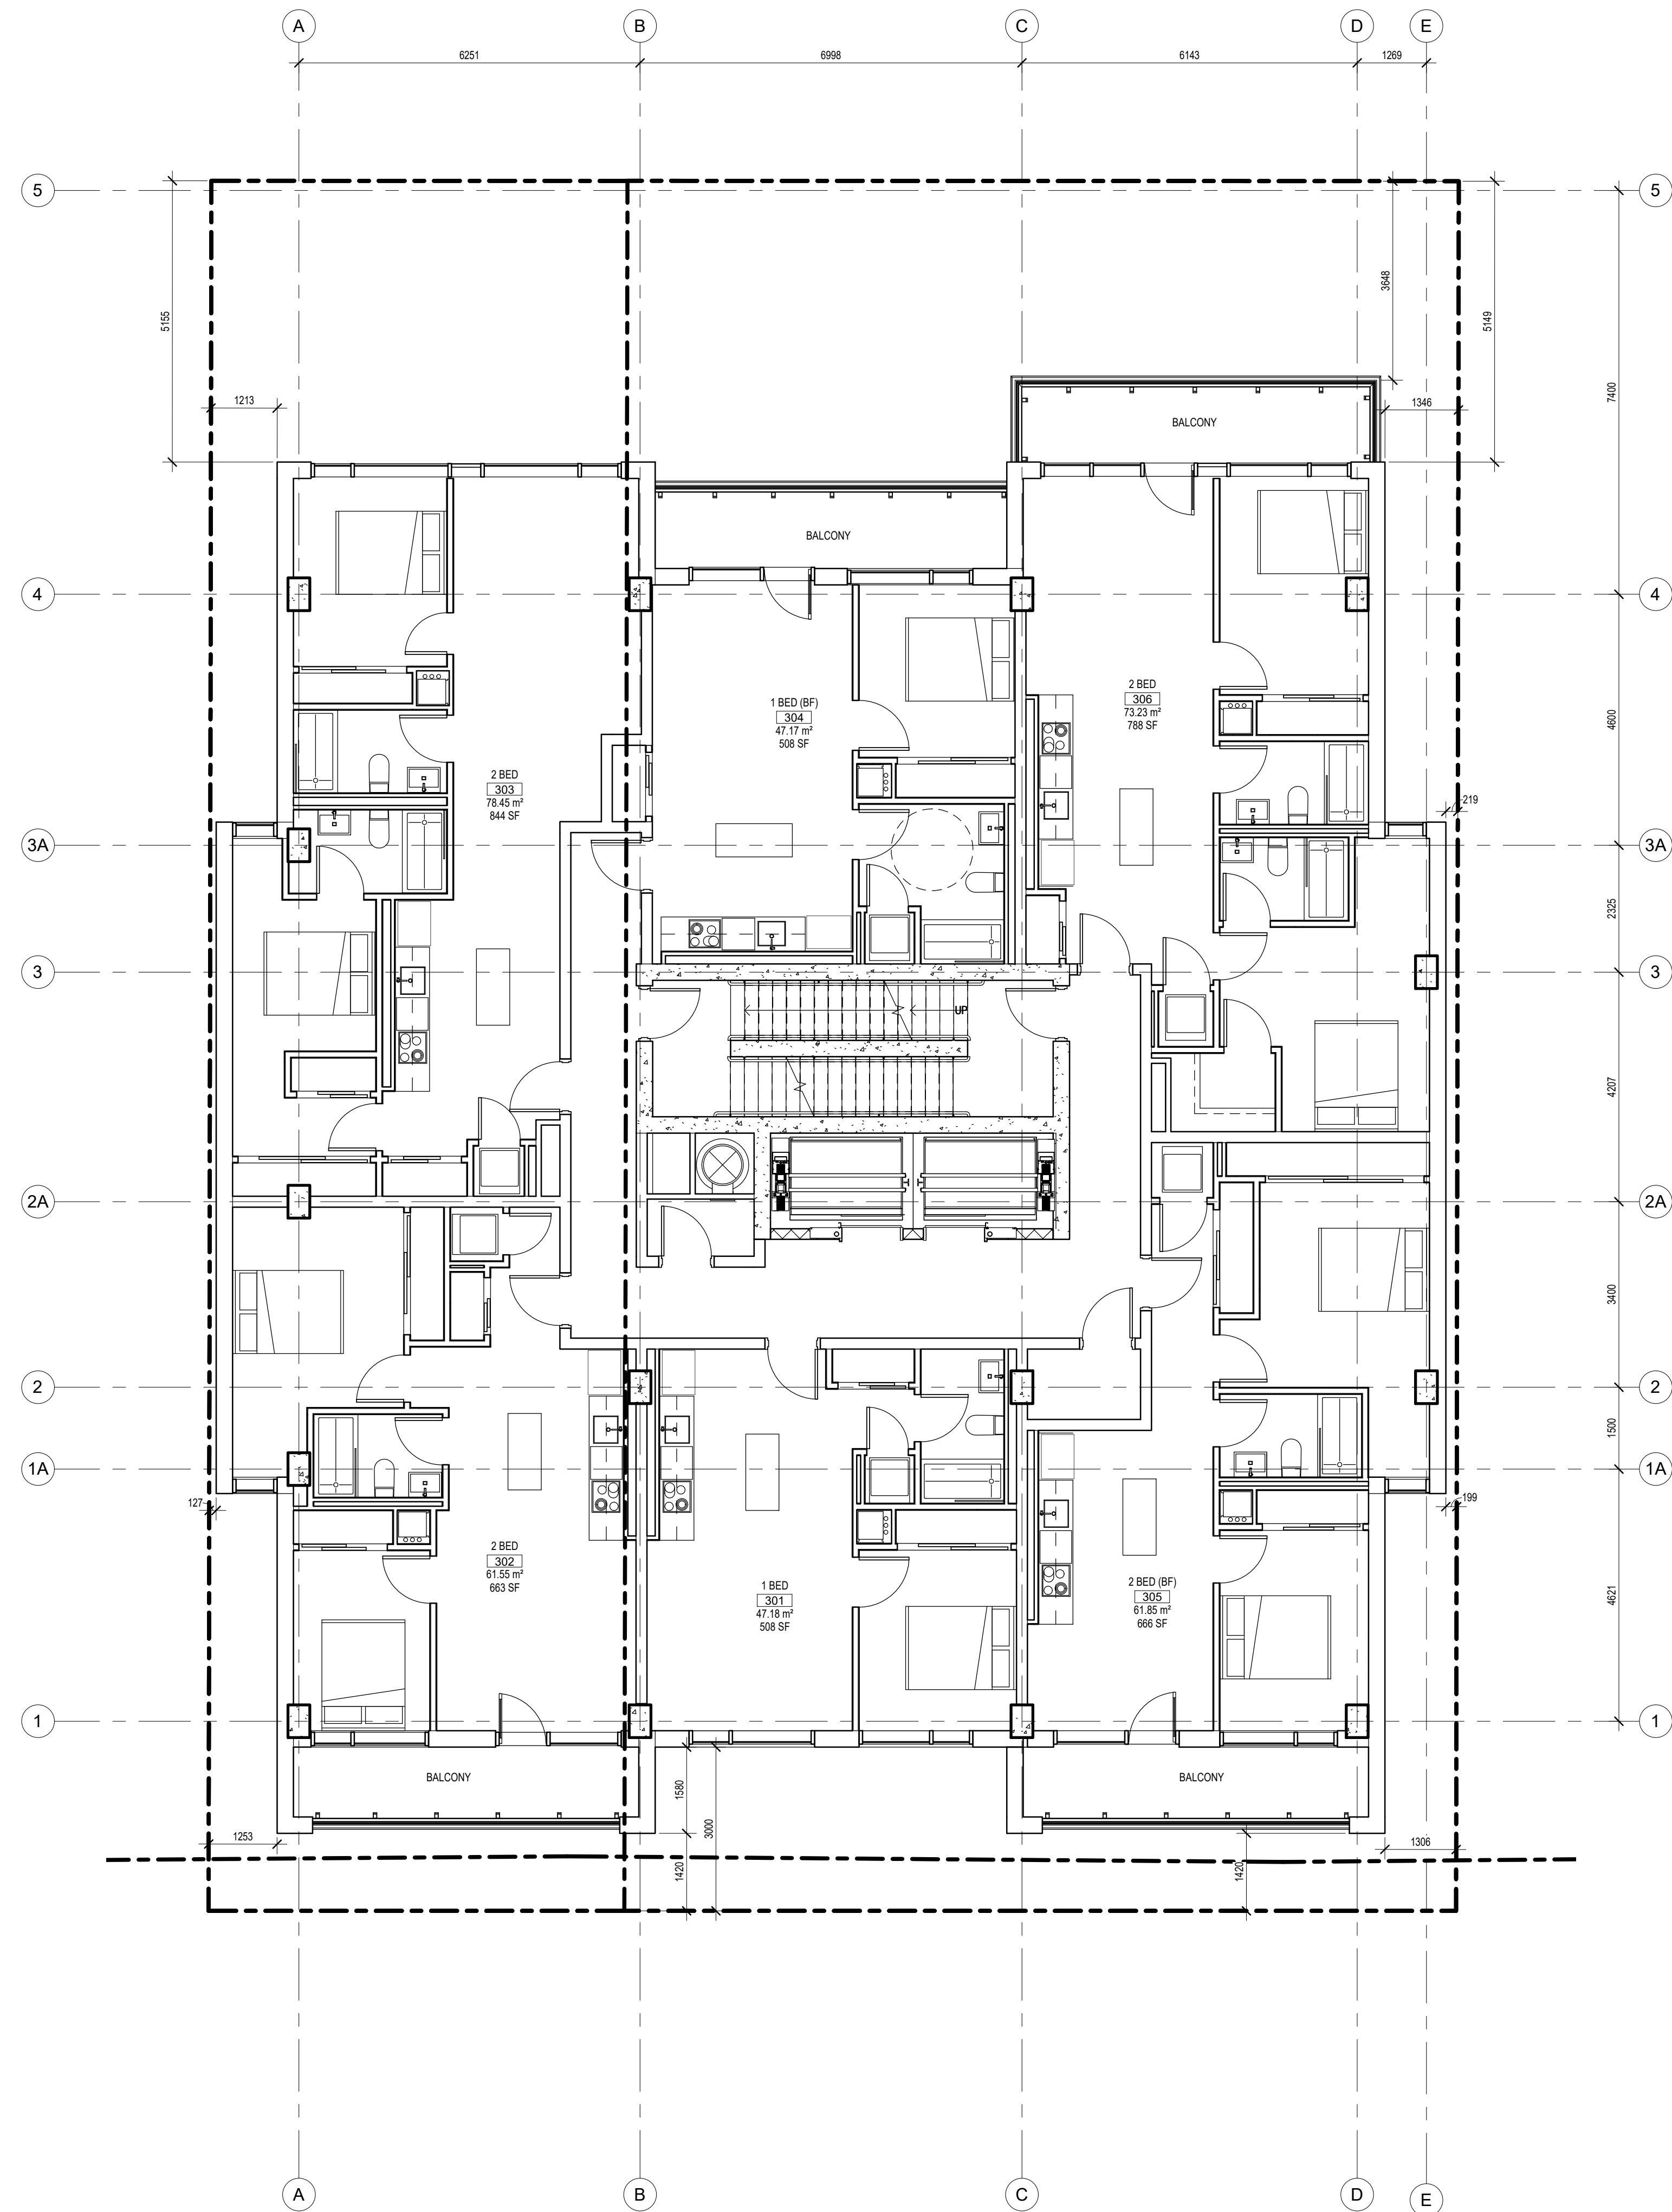 A
B
C
D
E
6251
6998
6143
1269
5
5
5155
3648
5149
7400
1213
1346
BALCONY
BALCONY
4
4
2 BED
306
73.23 m²
788 SF
1 BED (BF)
304
47.17 m²
508 SF
4600
2 BED
303
78.45 m²
844 SF
219
3A
3A
2325
3
3
UP
4207
2A
2A
3400
2
2
1500
1A
1A
127
199
2 BED
302
61.55 m²
663 SF
1 BED
301
47.18 m²
508 SF
2 BED (BF)
305
61.85 m²
666 SF
4621
1
1
BALCONY
1580
3000
BALCONY
1253
1420
1420
1306
A
B
C
D
E